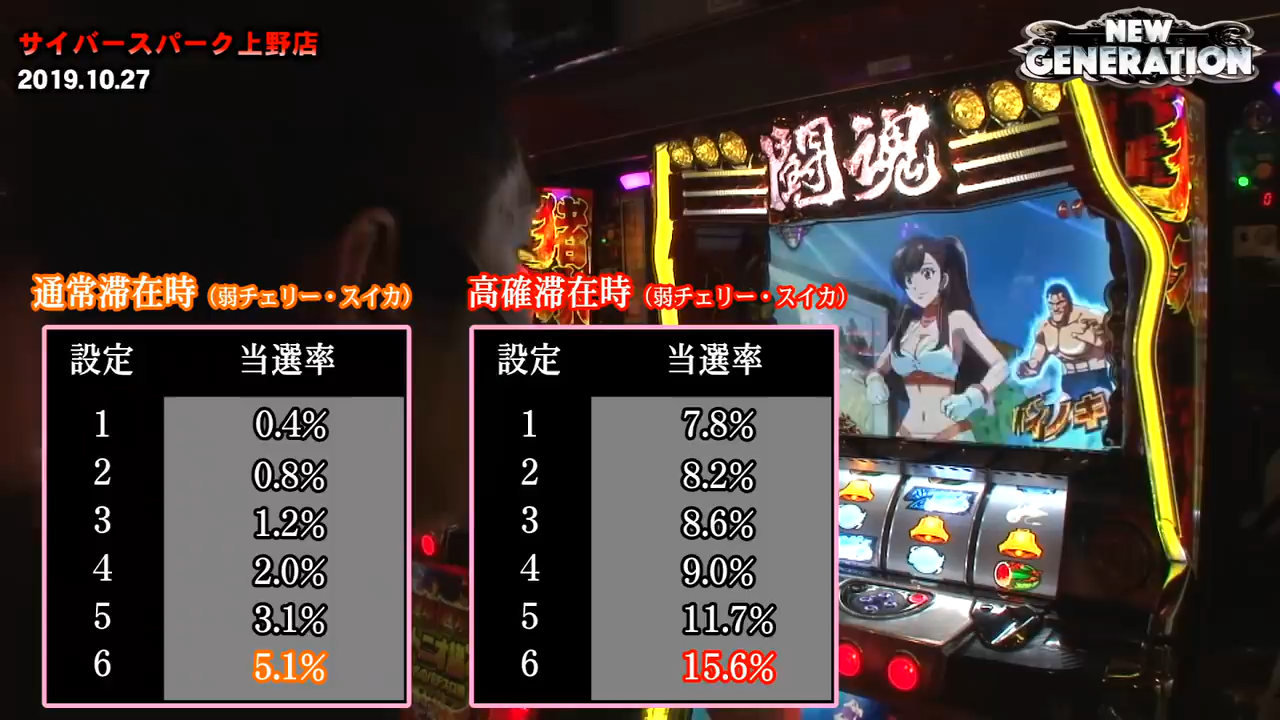 サイバースパーク上野店
2019.10.27
NEW
GENERATION
闘魂
通常滞在時（弱チェリー・スイカ）
設定 当選率
1 0.4%
2 0.8%
3 1.2%
4 2.0%
5 3.1%
6 5.1%
高確滞在時（弱チェリー・スイカ）
設定 当選率
1 7.8%
2 8.2%
3 8.6%
4 9.0%
5 11.7%
6 15.6%